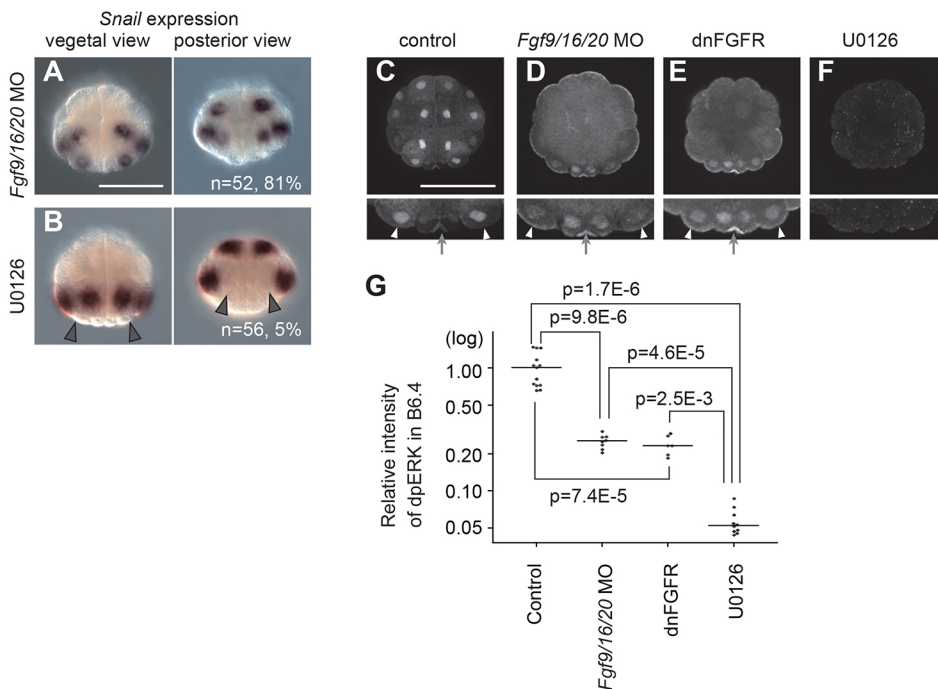 Snail expression
vegetal view posterior view
Fgf9/16/20 MO
A
n=52, 81%
U0126
B
n=56, 5%
control Fgf9/16/20 MO dnFGFR U0126
C D E F
G
p=1.7E-6
p=9.8E-6
p=4.6E-5
p=2.5E-3
p=7.4E-5
(log)
1.00
0.50
0.20
0.10
0.05
Relative intensity
of dpERK in B6.4
Control
Fgf9/16/20 MO
dnFGFR
U0126